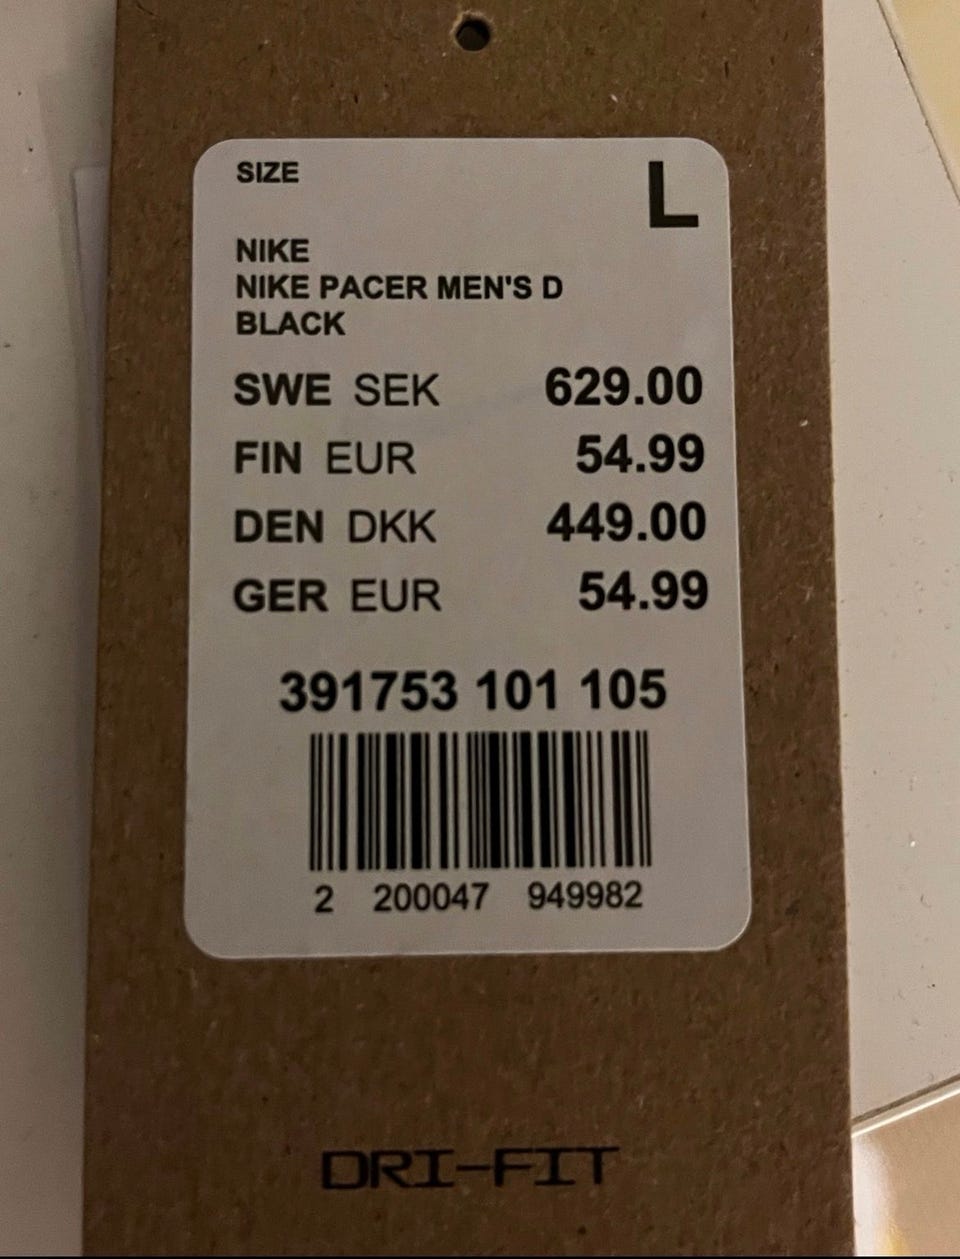 SIZE L
NIKE
NIKE PACER MEN'S D
BLACK
SWE SEK 629.00
FIN EUR 54.99
DEN DKK 449.00
GER EUR 54.99
391753 101 105
2 200047 949982
DRI-FIT